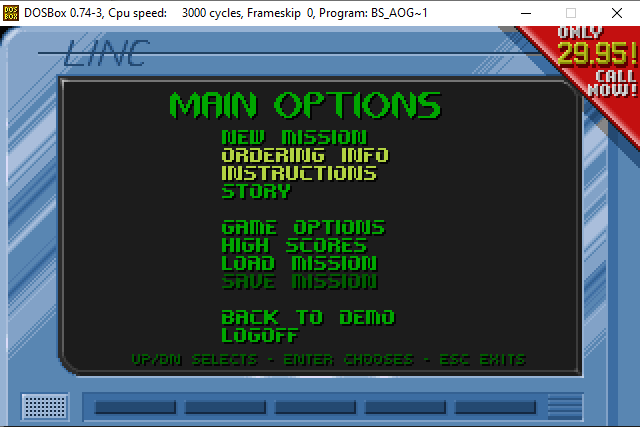 DOSBox 0.74-3, Cpu speed: 3000 cycles, Frameskip 0, Program: BS_AOG~1
LINC
ONLY
29.95!
CALL
NOW!
MAIN OPTIONS
NEW MISSION
ORDERING INFO
INSTRUCTIONS
STORY
GAME OPTIONS
HIGH SCORES
LOAD MISSION
SAVE MISSION
BACK TO DEMO
LOGOFF
UP/DN SELECTS - ENTER CHOOSES - ESC EXITS